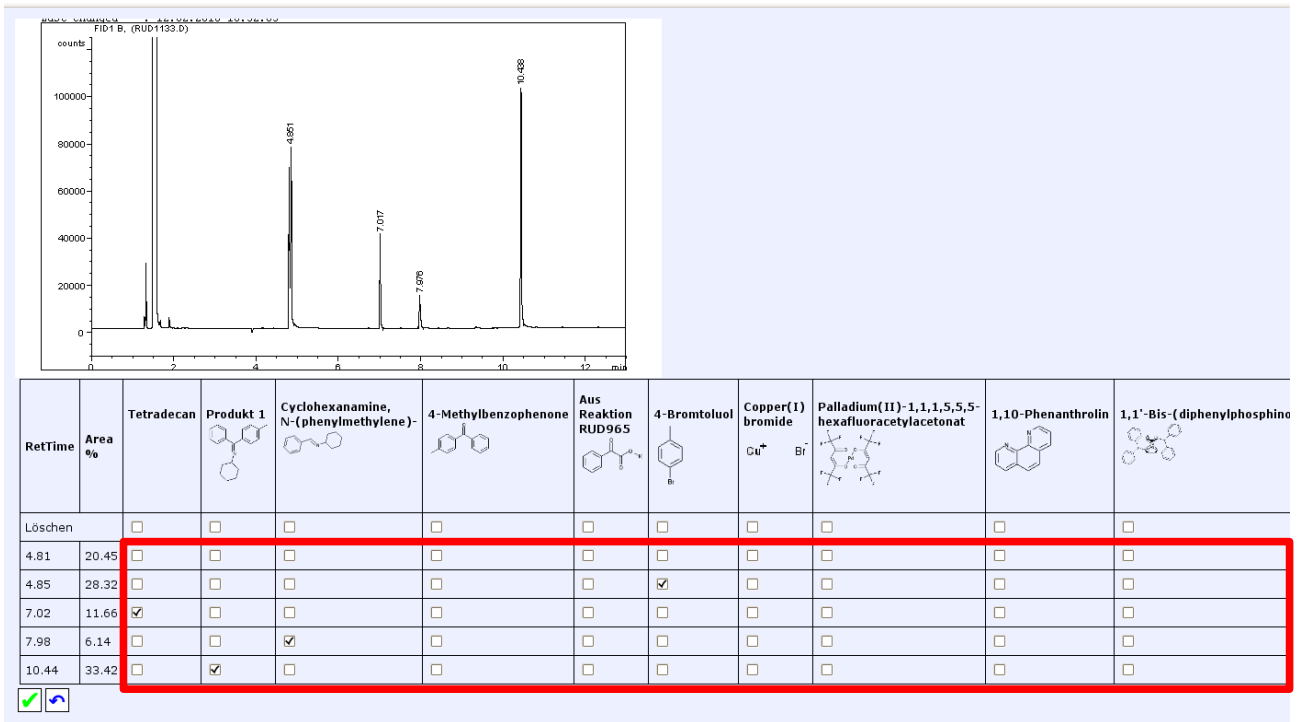 FID1 B, (RUD1133.D)
counts
100000
80000
60000
40000
20000
0
4.851
7.017
7.976
10.438
0 2 4 6 8 10 12 min
RetTime Area % Tetradecan Produkt 1 Cyclohexanamine, N-(phenylmethylene)- 4-Methylbenzophenone Aus Reaktion RUD965 4-Bromtoluol Copper(I) bromide Palladium(II)-1,1,1,5,5,5-hexafluoracetylacetonat 1,10-Phenanthrolin 1,1'-Bis-(diphenylphosphino
Cu+ Br-
Br
Löschen
4.81 20.45
4.85 28.32
7.02 11.66
7.98 6.14
10.44 33.42